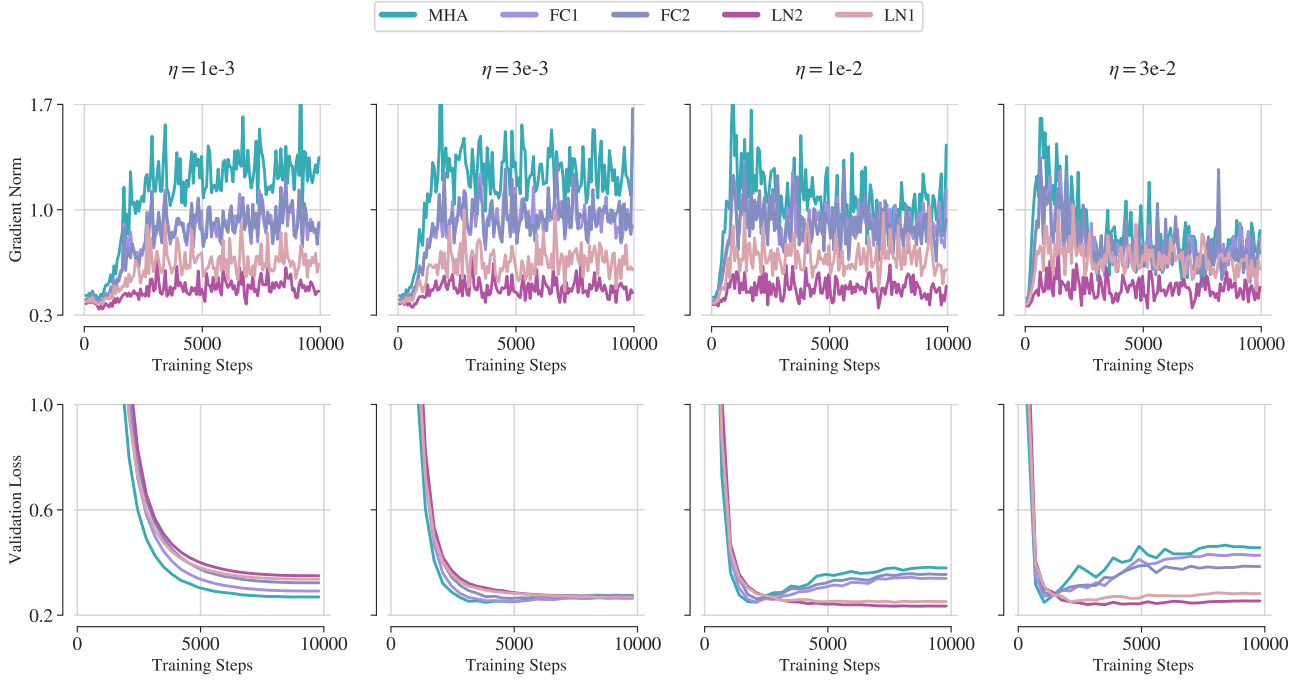 MHA FC1 FC2 LN2 LN1
η = 1e-3 η = 3e-3 η = 1e-2 η = 3e-2
Gradient Norm
1.7
1.0
0.3
0 5000 10000 0 5000 10000 0 5000 10000 0 5000 10000
Training Steps Training Steps Training Steps Training Steps
Validation Loss
1.0
0.6
0.2
0 5000 10000 0 5000 10000 0 5000 10000 0 5000 10000
Training Steps Training Steps Training Steps Training Steps